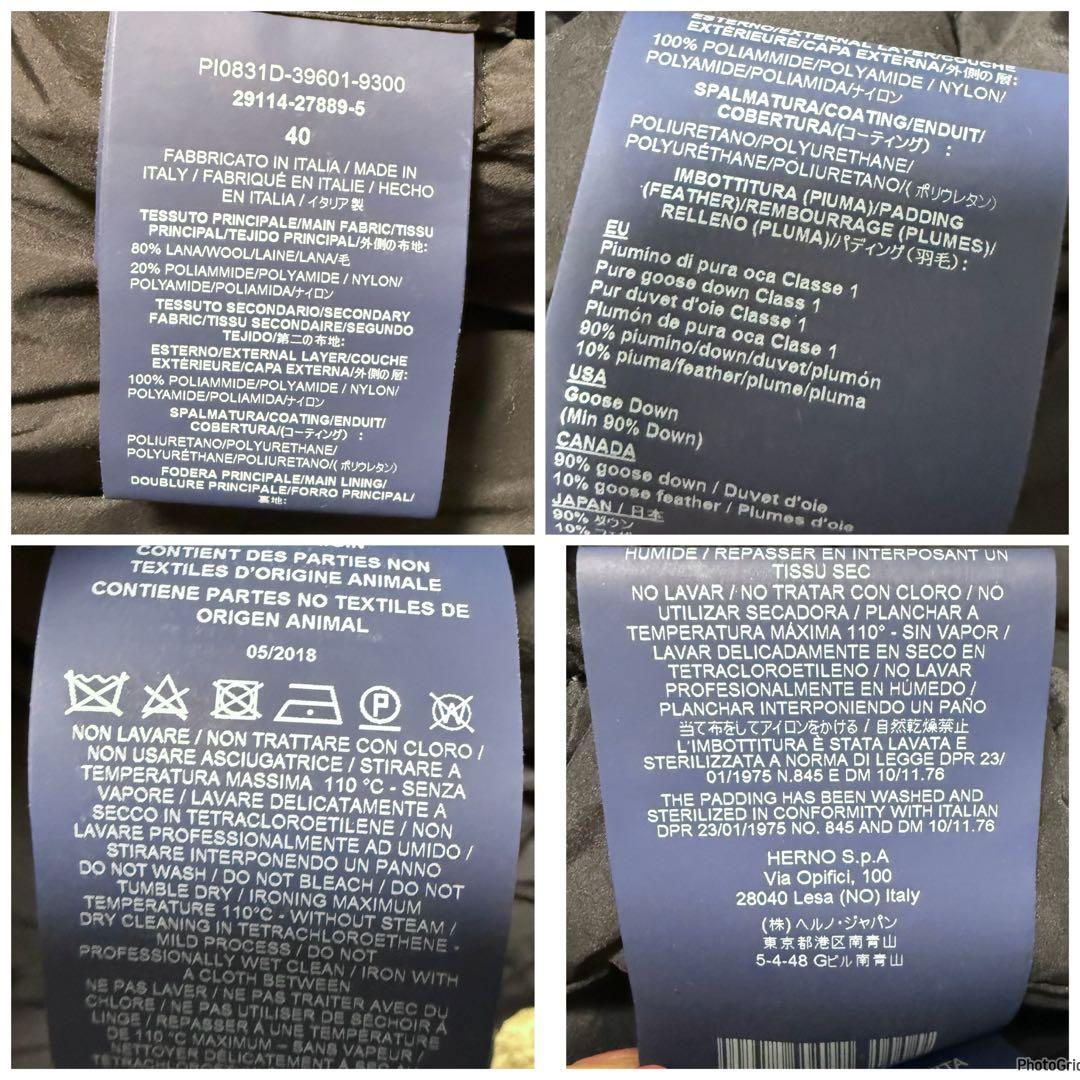 PI0831D-39601-9300
29114-27889-5
40
FABBRICATO IN ITALIA / MADE IN
ITALY / FABRIQUÉ EN ITALIE / HECHO
EN ITALIA / イタリア製
TESSUTO PRINCIPALE/MAIN FABRIC/TISSU
PRINCIPAL/TEJIDO PRINCIPAL/外側の布地:
80% LANA/WOOL/LAINE/LANA/毛
20% POLIAMMIDE/POLYAMIDE / NYLON/
POLYAMIDE/POLIAMIDA/ナイロン
TESSUTO SECONDARIO/SECONDARY
FABRIC/TISSU SECONDAIRE/SEGUNDO
TEJIDO/第二の布地:
ESTERNO/EXTERNAL LAYER/COUCHE
EXTÉRIEURE/CAPA EXTERNA/外側の層:
100% POLIAMMIDE/POLYAMIDE / NYLON/
POLYAMIDE/POLIAMIDA/ナイロン
SPALMATURA/COATING/ENDUIT/
COBERTURA/(コーティング) :
POLIURETANO/POLYURETHANE/
POLYURÉTHANE/POLIURETANO/( ポリウレタン)
FODERA PRINCIPALE/MAIN LINING/
DOUBLURE PRINCIPALE/FORRO PRINCIPAL/
裏地:
ESTERNO/EXTERNAL LAYER/COUCHE
EXTÉRIEURE/CAPA EXTERNA/外側の層:
100% POLIAMMIDE/POLYAMIDE / NYLON/
POLYAMIDE/POLIAMIDA/ナイロン
SPALMATURA/COATING/ENDUIT/
COBERTURA/(コーティング) :
POLIURETANO/POLYURETHANE/
POLYURÉTHANE/POLIURETANO/( ポリウレタン)
IMBOTTITURA (PIUMA)/PADDING
(FEATHER)/REMBOURRAGE (PLUMES)/
RELLENO (PLUMA)/パディング(羽毛):
EU
Piumino di pura oca Classe 1
Pure goose down Class 1
Pur duvet d'oie Classe 1
Plumón de pura oca Clase 1
90% piumino/down/duvet/plumón
10% piuma/feather/plume/pluma
USA
Goose Down
(Min 90% Down)
CANADA
90% goose down / Duvet d'oie
10% goose feather / Plumes d'oie
JAPAN / 日本
90% ダウン
10%
CONTIENT DES PARTIES NON
TEXTILES D'ORIGINE ANIMALE
CONTIENE PARTES NO TEXTILES DE
ORIGEN ANIMAL
05/2018
P
W
NON LAVARE / NON TRATTARE CON CLORO /
NON USARE ASCIUGATRICE / STIRARE A
TEMPERATURA MASSIMA 110 °C - SENZA
VAPORE / LAVARE DELICATAMENTE A
SECCO IN TETRACLOROETILENE / NON
LAVARE PROFESSIONALMENTE AD UMIDO /
STIRARE INTERPONENDO UN PANNO
DO NOT WASH / DO NOT BLEACH / DO NOT
TUMBLE DRY / IRONING MAXIMUM
TEMPERATURE 110°C - WITHOUT STEAM /
DRY CLEANING IN TETRACHLOROETHENE -
MILD PROCESS / DO NOT
PROFESSIONALLY WET CLEAN / IRON WITH
A CLOTH BETWEEN
NE PAS LAVER / NE PAS TRAITER AVEC DU
CHLORE / NE PAS UTILISER DE SÉCHOIR À
LINGE / REPASSER À UNE TEMPÉRATURE
DE 110 °C MAXIMUM – SANS VAPEUR /
NETTOYER DÉLICATEMENT À
HUMIDE / REPASSER EN INTERPOSANT UN
TISSU SEC
NO LAVAR / NO TRATAR CON CLORO / NO
UTILIZAR SECADORA / PLANCHAR A
TEMPERATURA MÁXIMA 110° - SIN VAPOR /
LAVAR DELICADAMENTE EN SECO EN
TETRACLOROETILENO / NO LAVAR
PROFESIONALMENTE EN HÚMEDO /
PLANCHAR INTERPONIENDO UN PAÑO
当て布をしてアイロンをかける / 自然乾燥禁止
L'IMBOTTITURA È STATA LAVATA E
STERILIZZATA A NORMA DI LEGGE DPR 23/
01/1975 N.845 E DM 10/11.76
THE PADDING HAS BEEN WASHED AND
STERILIZED IN CONFORMITY WITH ITALIAN
DPR 23/01/1975 NO. 845 AND DM 10/11.76
HERNO S.p.A
Via Opifici, 100
28040 Lesa (NO) Italy
(株) ヘルノ・ジャパン
東京都港区南青山
5-4-48 Gビル南青山
PhotoGrid